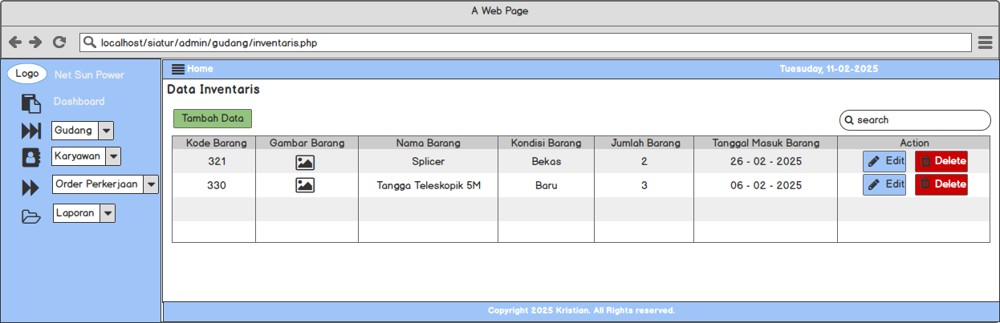 A Web Page
localhost/siatur/admin/gudang/inventaris.php
Logo
Net Sun Power
Dashboard
Gudang
Karyawan
Order Perkerjaan
Laporan
Home
Tuesuday, 11-02-2025
Data Inventaris
Tambah Data
search
Kode Barang Gambar Barang Nama Barang Kondisi Barang Jumlah Barang Tanggal Masuk Barang Action
321 Splicer Bekas 2 26 - 02 - 2025 Edit Delete
330 Tangga Teleskopik 5M Baru 3 06 - 02 - 2025 Edit Delete
Copyright 2025 Kristian. All Rights reserved.